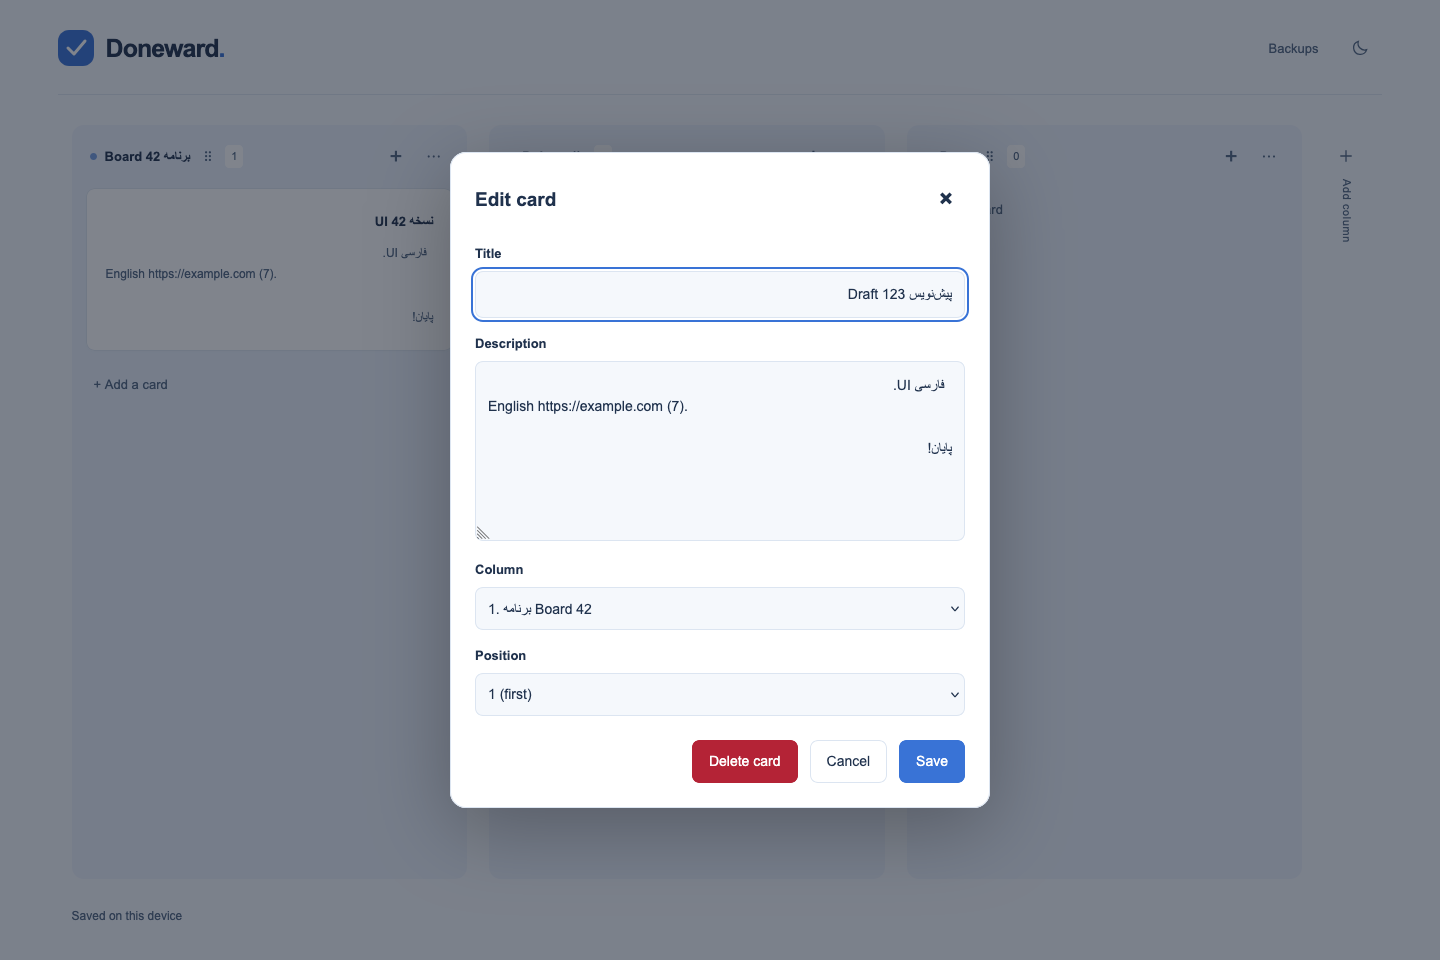 Doneward.
Backups
برنامه Board 42
1
0
نسخه UI 42
فارسی UI.
English https://example.com (7).
پایان!
+ Add a card
Add column
Edit card
Title
پیش‌نویس Draft 123
Description
فارسی UI.
English https://example.com (7).
پایان!
Column
1. برنامه Board 42
Position
1 (first)
Delete card
Cancel
Save
Saved on this device